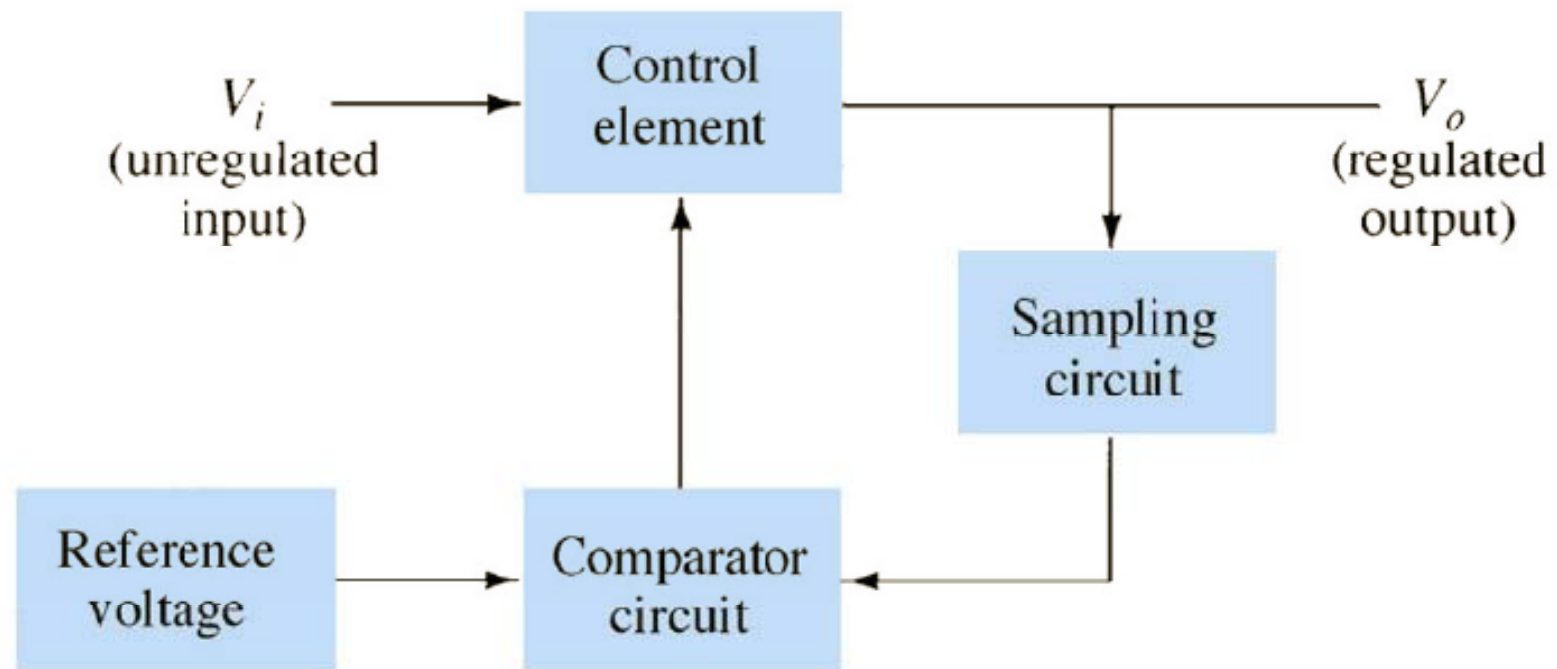 Control
element
V_i
(unregulated
input)
V_o
(regulated
output)
Sampling
circuit
Reference
voltage
Comparator
circuit